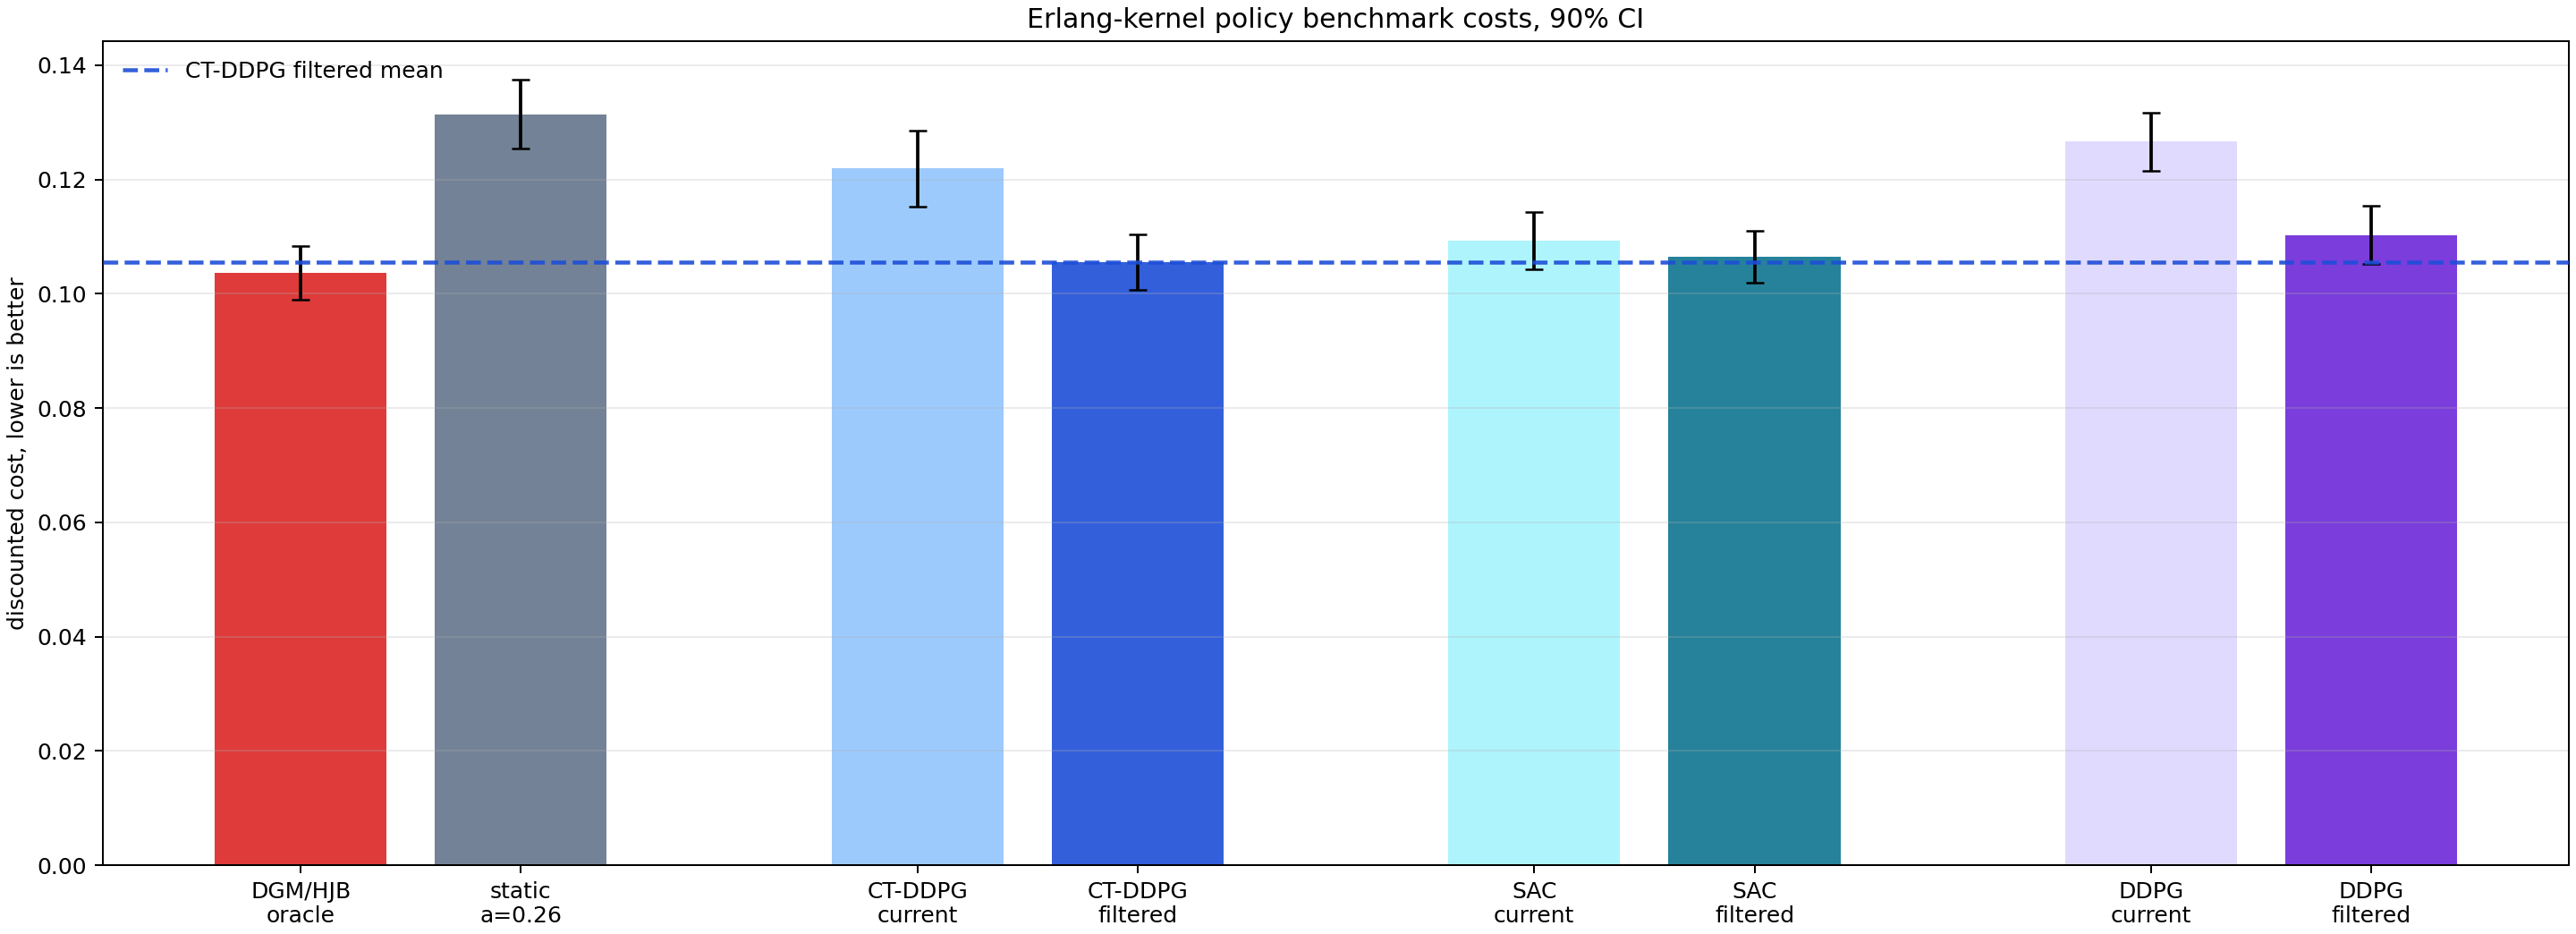 Erlang-kernel policy benchmark costs, 90% CI
CT-DDPG filtered mean
discounted cost, lower is better
0.14
0.12
0.10
0.08
0.06
0.04
0.02
0.00
DGM/HJB
oracle
static
a=0.26
CT-DDPG
current
CT-DDPG
filtered
SAC
current
SAC
filtered
DDPG
current
DDPG
filtered